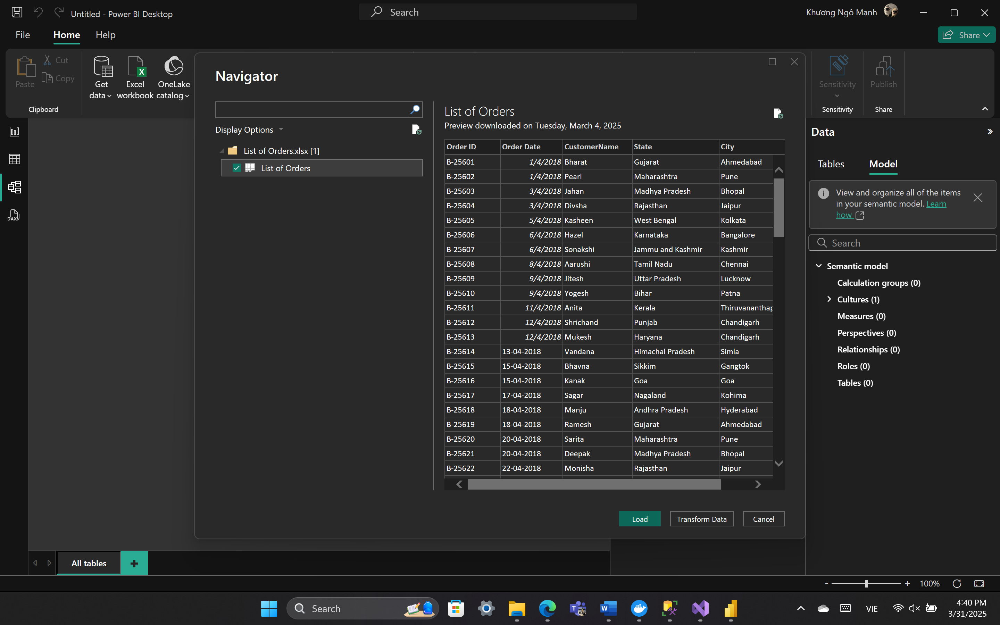 Untitled - Power BI Desktop
Search
Khương Ngô Mạnh
File
Home
Help
Share
Paste
Cut
Copy
Clipboard
Get data
Excel workbook
OneLake catalog
Sensitivity
Sensitivity
Publish
Share
Navigator
Display Options
List of Orders.xlsx [1]
List of Orders
List of Orders
Preview downloaded on Tuesday, March 4, 2025
Order ID Order Date CustomerName State City
B-25601 1/4/2018 Bharat Gujarat Ahmedabad
B-25602 1/4/2018 Pearl Maharashtra Pune
B-25603 3/4/2018 Jahan Madhya Pradesh Bhopal
B-25604 3/4/2018 Divsha Rajasthan Jaipur
B-25605 5/4/2018 Kasheen West Bengal Kolkata
B-25606 6/4/2018 Hazel Karnataka Bangalore
B-25607 6/4/2018 Sonakshi Jammu and Kashmir Kashmir
B-25608 8/4/2018 Aarushi Tamil Nadu Chennai
B-25609 9/4/2018 Jitesh Uttar Pradesh Lucknow
B-25610 9/4/2018 Yogesh Bihar Patna
B-25611 11/4/2018 Anita Kerala Thiruvananthap
B-25612 12/4/2018 Shrichand Punjab Chandigarh
B-25613 12/4/2018 Mukesh Haryana Chandigarh
B-25614 13-04-2018 Vandana Himachal Pradesh Simla
B-25615 15-04-2018 Bhavna Sikkim Gangtok
B-25616 15-04-2018 Kanak Goa Goa
B-25617 17-04-2018 Sagar Nagaland Kohima
B-25618 18-04-2018 Manju Andhra Pradesh Hyderabad
B-25619 18-04-2018 Ramesh Gujarat Ahmedabad
B-25620 20-04-2018 Sarita Maharashtra Pune
B-25621 20-04-2018 Deepak Madhya Pradesh Bhopal
B-25622 22-04-2018 Monisha Rajasthan Jaipur
Load
Transform Data
Cancel
Data
Tables
Model
View and organize all of the items
in your semantic model. Learn
how
Search
Semantic model
Calculation groups (0)
Cultures (1)
Measures (0)
Perspectives (0)
Relationships (0)
Roles (0)
Tables (0)
DAX
All tables
+
- + 100%
Search
VIE
4:40 PM
3/31/2025